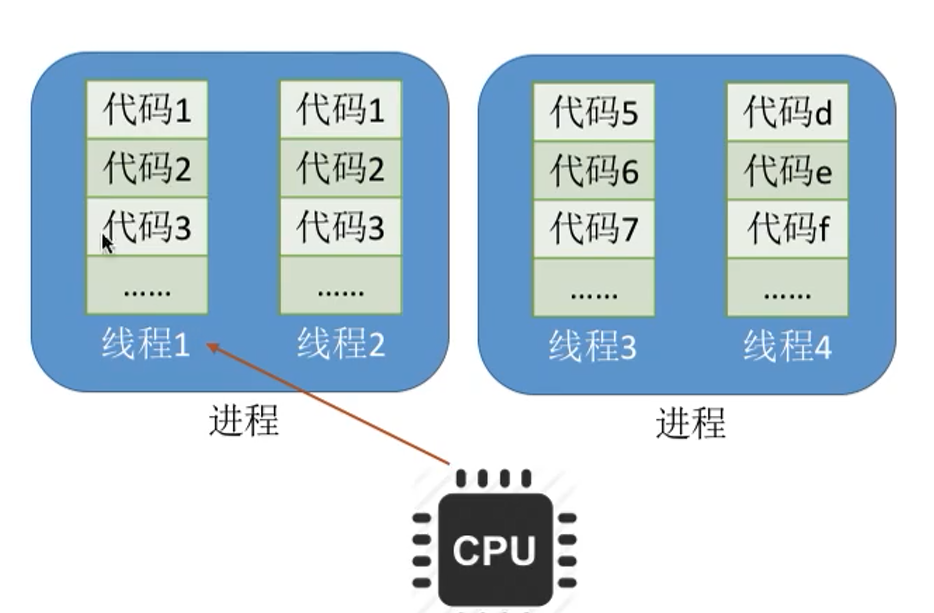 代码1
代码2
代码3
......
线程1
代码1
代码2
代码3
......
线程2
进程
代码5
代码6
代码7
......
线程3
代码d
代码e
代码f
......
线程4
进程
CPU